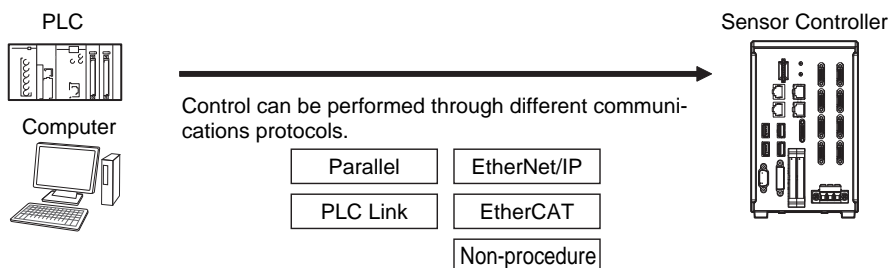 PLC
Sensor Controller
Control can be performed through different communi-
cations protocols.
Computer
Parallel
EtherNet/IP
PLC Link
EtherCAT
Non-procedure